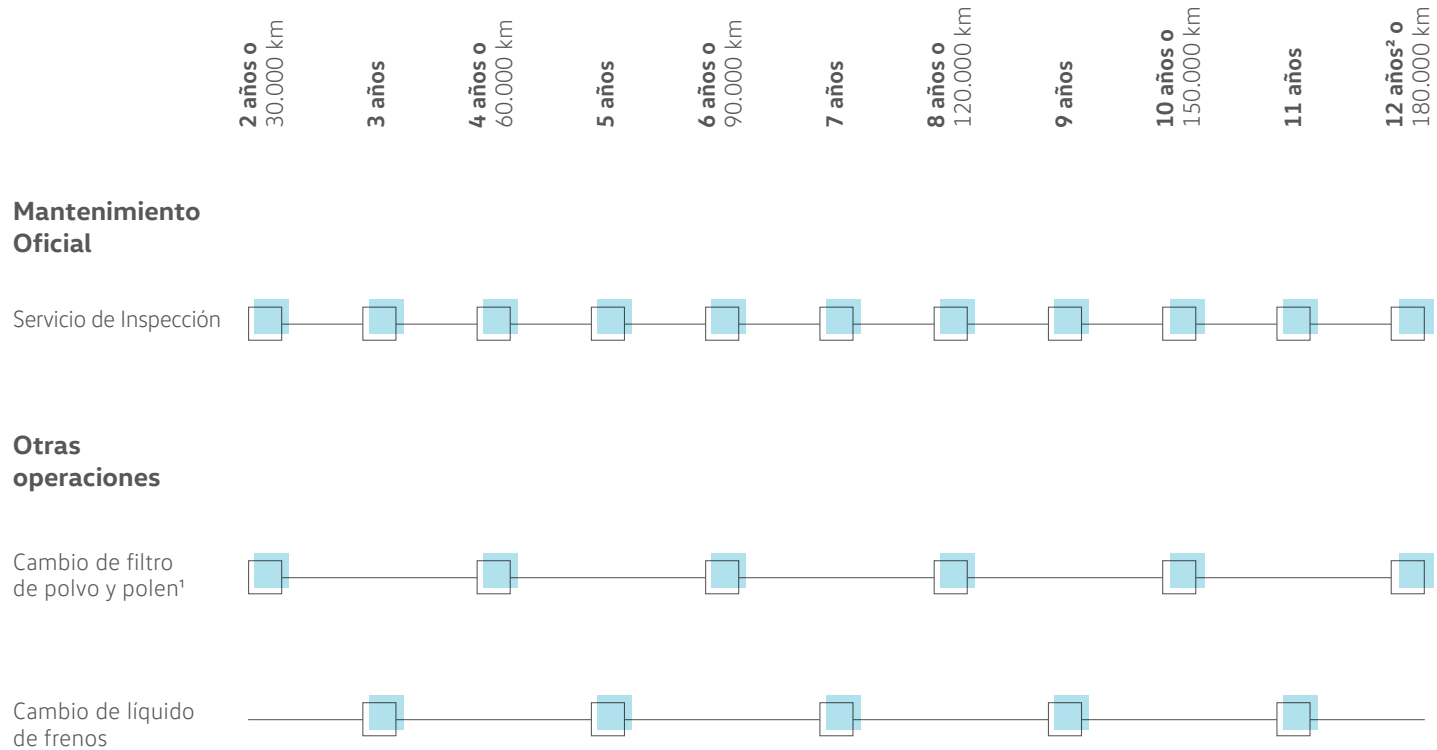 2 años o
30.000 km
3 años
4 años o
60.000 km
5 años
6 años o
90.000 km
7 años
8 años o
120.000 km
9 años
10 años o
150.000 km
11 años
12 años² o
180.000 km
Mantenimiento
Oficial
Servicio de Inspección
Otras
operaciones
Cambio de filtro
de polvo y polen¹
Cambio de líquido
de frenos